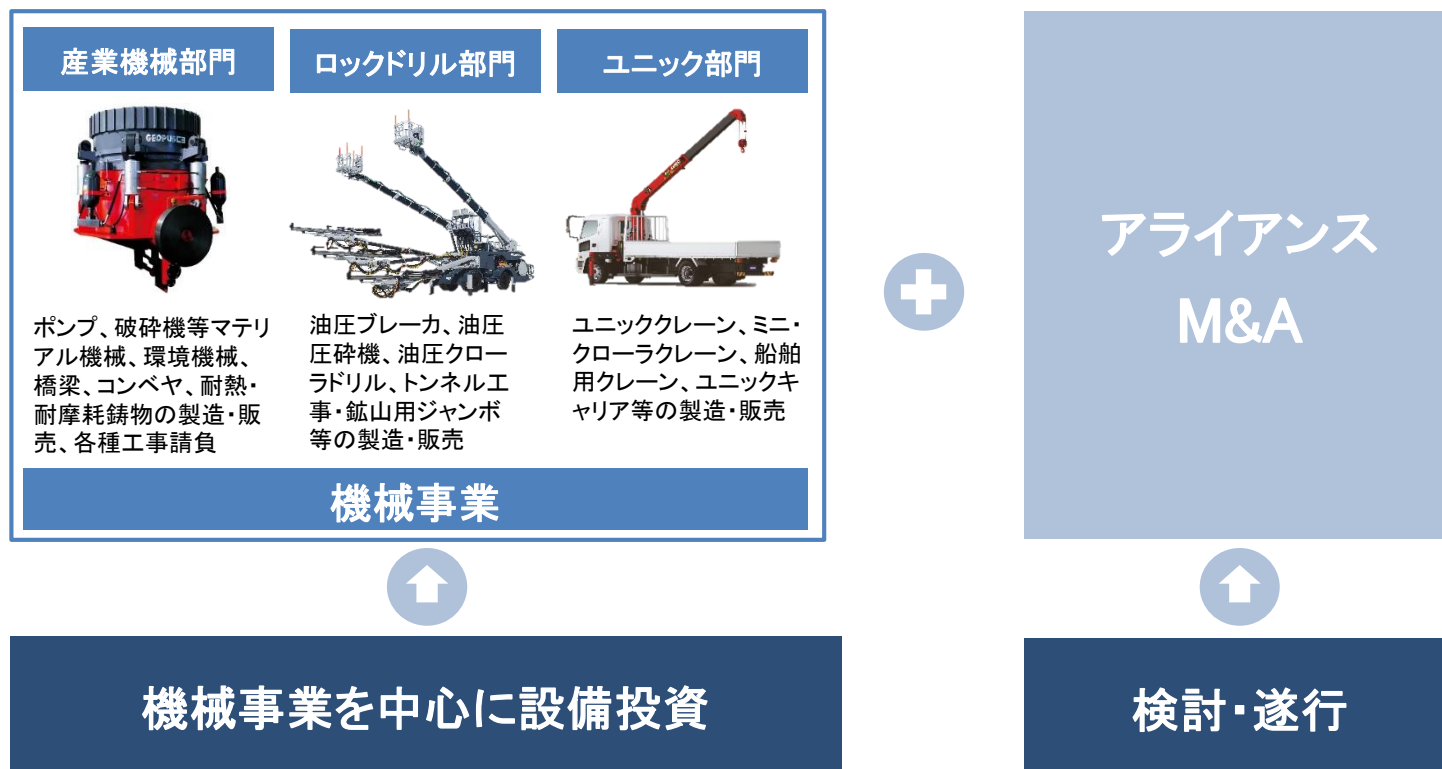 産業機械部門
ロックドリル部門
ユニック部門
GEOPUSC3
ポンプ、破砕機等マテリ
アル機械、環境機械、
橋梁、コンベヤ、耐熱・
耐摩耗鋳物の製造・販
売、各種工事請負
油圧ブレーカ、油圧
圧砕機、油圧クロー
ラドリル、トンネル工
事・鉱山用ジャンボ
等の製造・販売
ユニッククレーン、ミニ・
クローラクレーン、船舶
用クレーン、ユニックキ
ャリア等の製造・販売
機械事業
アライアンス
M&A
機械事業を中心に設備投資
検討・遂行